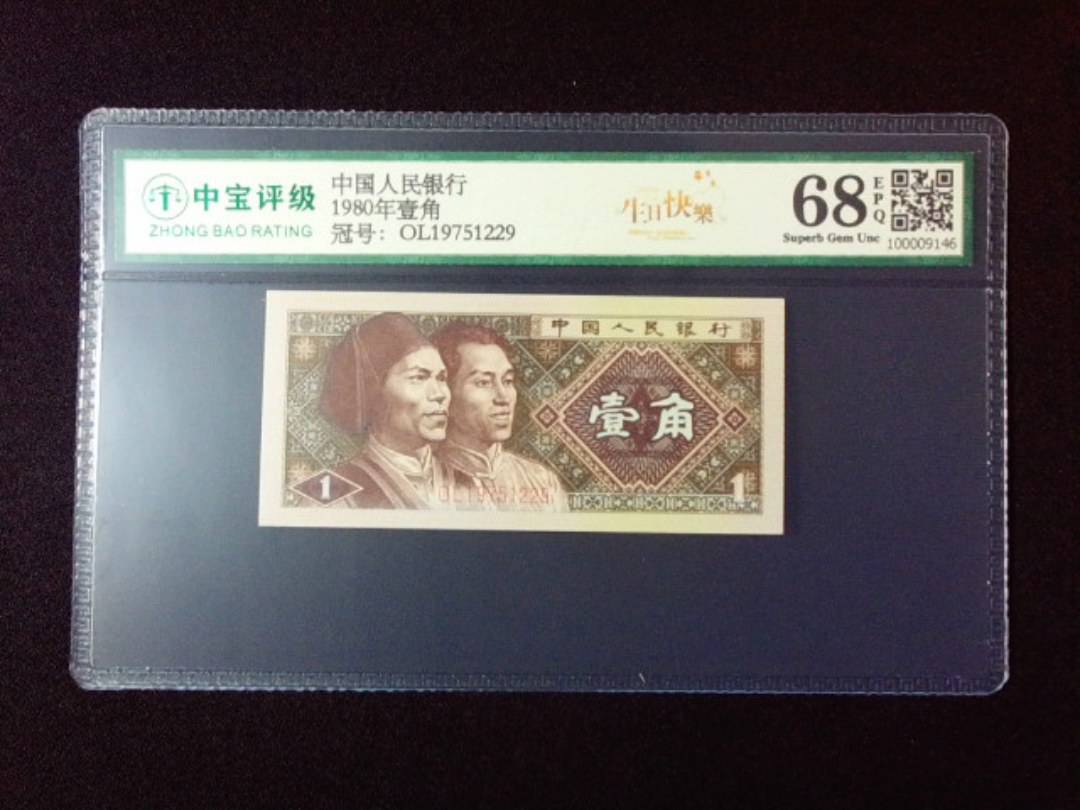 中宝评级
ZHONG BAO RATING
中国人民银行
1980年壹角
冠号：OL19751229
生日快樂
68
EPQ
Superb Gem Unc
100009146
中国人民银行
壹角
1
OL19751229
1